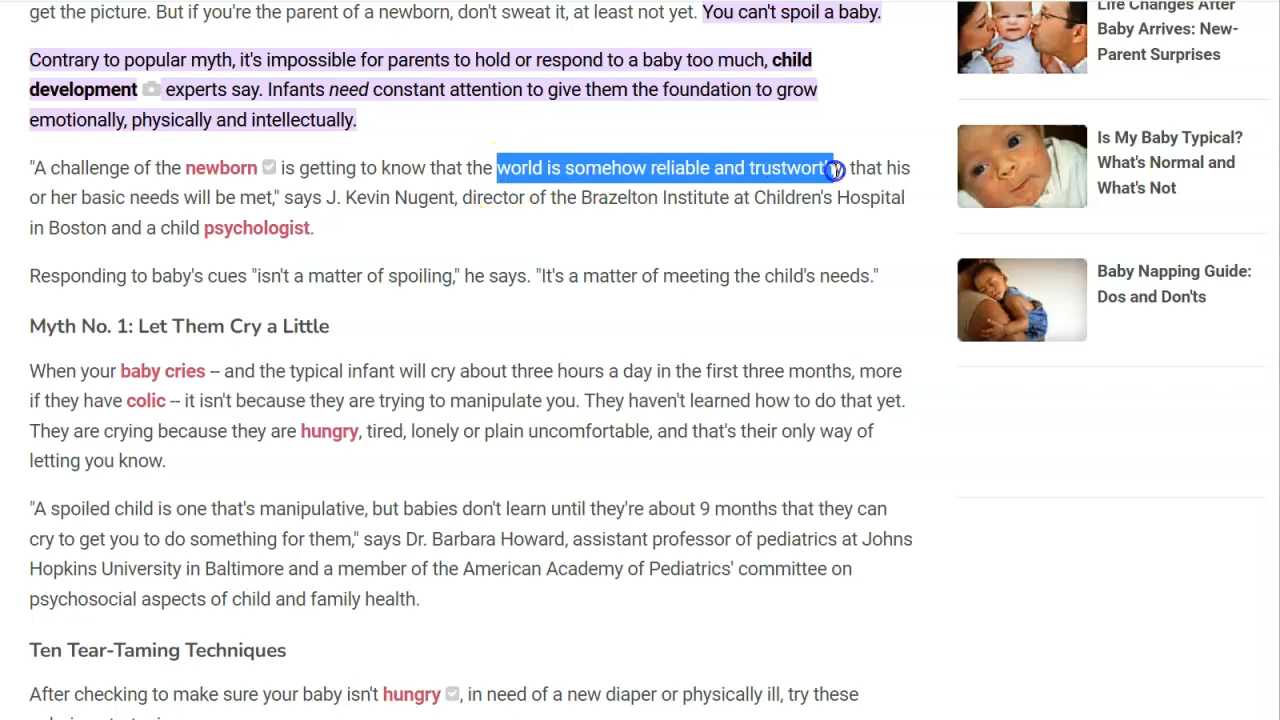 get the picture. But if you're the parent of a newborn, don't sweat it, at least not yet. You can't spoil a baby.
Contrary to popular myth, it's impossible for parents to hold or respond to a baby too much, child
development experts say. Infants need constant attention to give them the foundation to grow
emotionally, physically and intellectually.
"A challenge of the newborn is getting to know that the world is somehow reliable and trustworthy, that his
or her basic needs will be met," says J. Kevin Nugent, director of the Brazelton Institute at Children's Hospital
in Boston and a child psychologist.
Responding to baby's cues "isn't a matter of spoiling," he says. "It's a matter of meeting the child's needs."
Myth No. 1: Let Them Cry a Little
When your baby cries -- and the typical infant will cry about three hours a day in the first three months, more
if they have colic -- it isn't because they are trying to manipulate you. They haven't learned how to do that yet.
They are crying because they are hungry, tired, lonely or plain uncomfortable, and that's their only way of
letting you know.
"A spoiled child is one that's manipulative, but babies don't learn until they're about 9 months that they can
cry to get you to do something for them," says Dr. Barbara Howard, assistant professor of pediatrics at Johns
Hopkins University in Baltimore and a member of the American Academy of Pediatrics' committee on
psychosocial aspects of child and family health.
Ten Tear-Taming Techniques
After checking to make sure your baby isn't hungry, in need of a new diaper or physically ill, try these
Life Changes After
Baby Arrives: New-
Parent Surprises
Is My Baby Typical?
What's Normal and
What's Not
Baby Napping Guide:
Dos and Don'ts